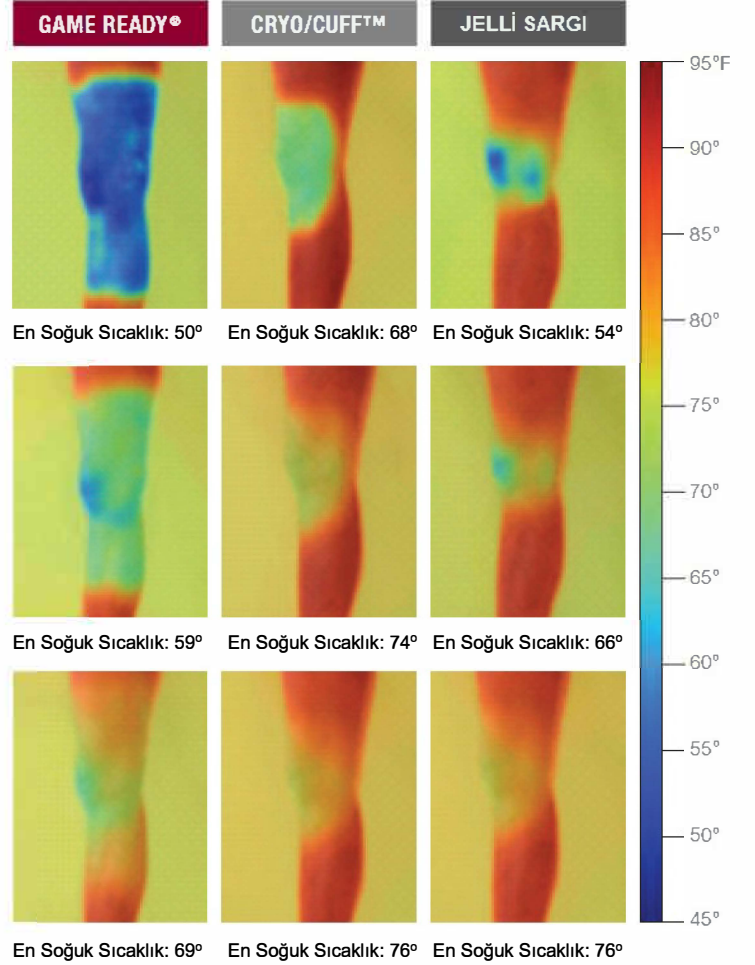 GAME READY®
CRYO/CUFF™
JELLİ SARGI
95°F
90°
85°
80°
75°
70°
65°
60°
55°
50°
45°
En Soğuk Sıcaklık: 50º
En Soğuk Sıcaklık: 68º
En Soğuk Sıcaklık: 54º
En Soğuk Sıcaklık: 59º
En Soğuk Sıcaklık: 74º
En Soğuk Sıcaklık: 66º
En Soğuk Sıcaklık: 69º
En Soğuk Sıcaklık: 76º
En Soğuk Sıcaklık: 76º